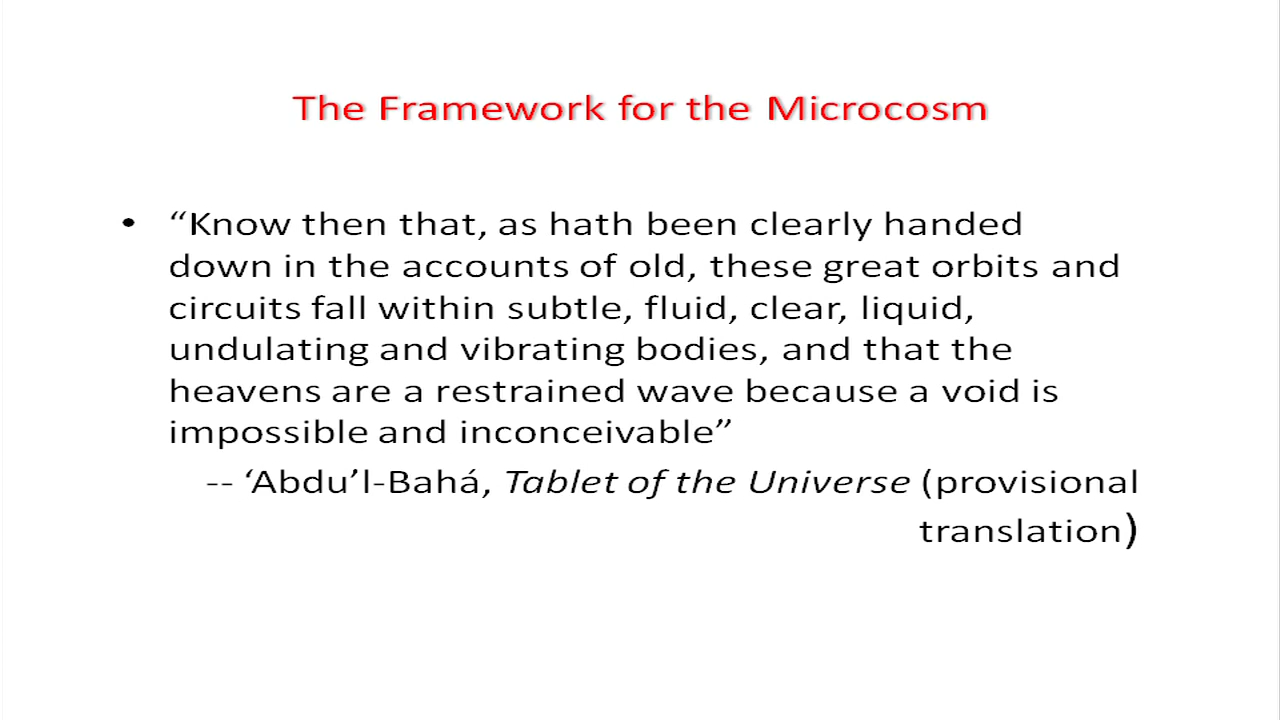 The Framework for the Microcosm
• “Know then that, as hath been clearly handed
down in the accounts of old, these great orbits and
circuits fall within subtle, fluid, clear, liquid,
undulating and vibrating bodies, and that the
heavens are a restrained wave because a void is
impossible and inconceivable”
-- ‘Abdu’l-Bahá, Tablet of the Universe (provisional
translation)